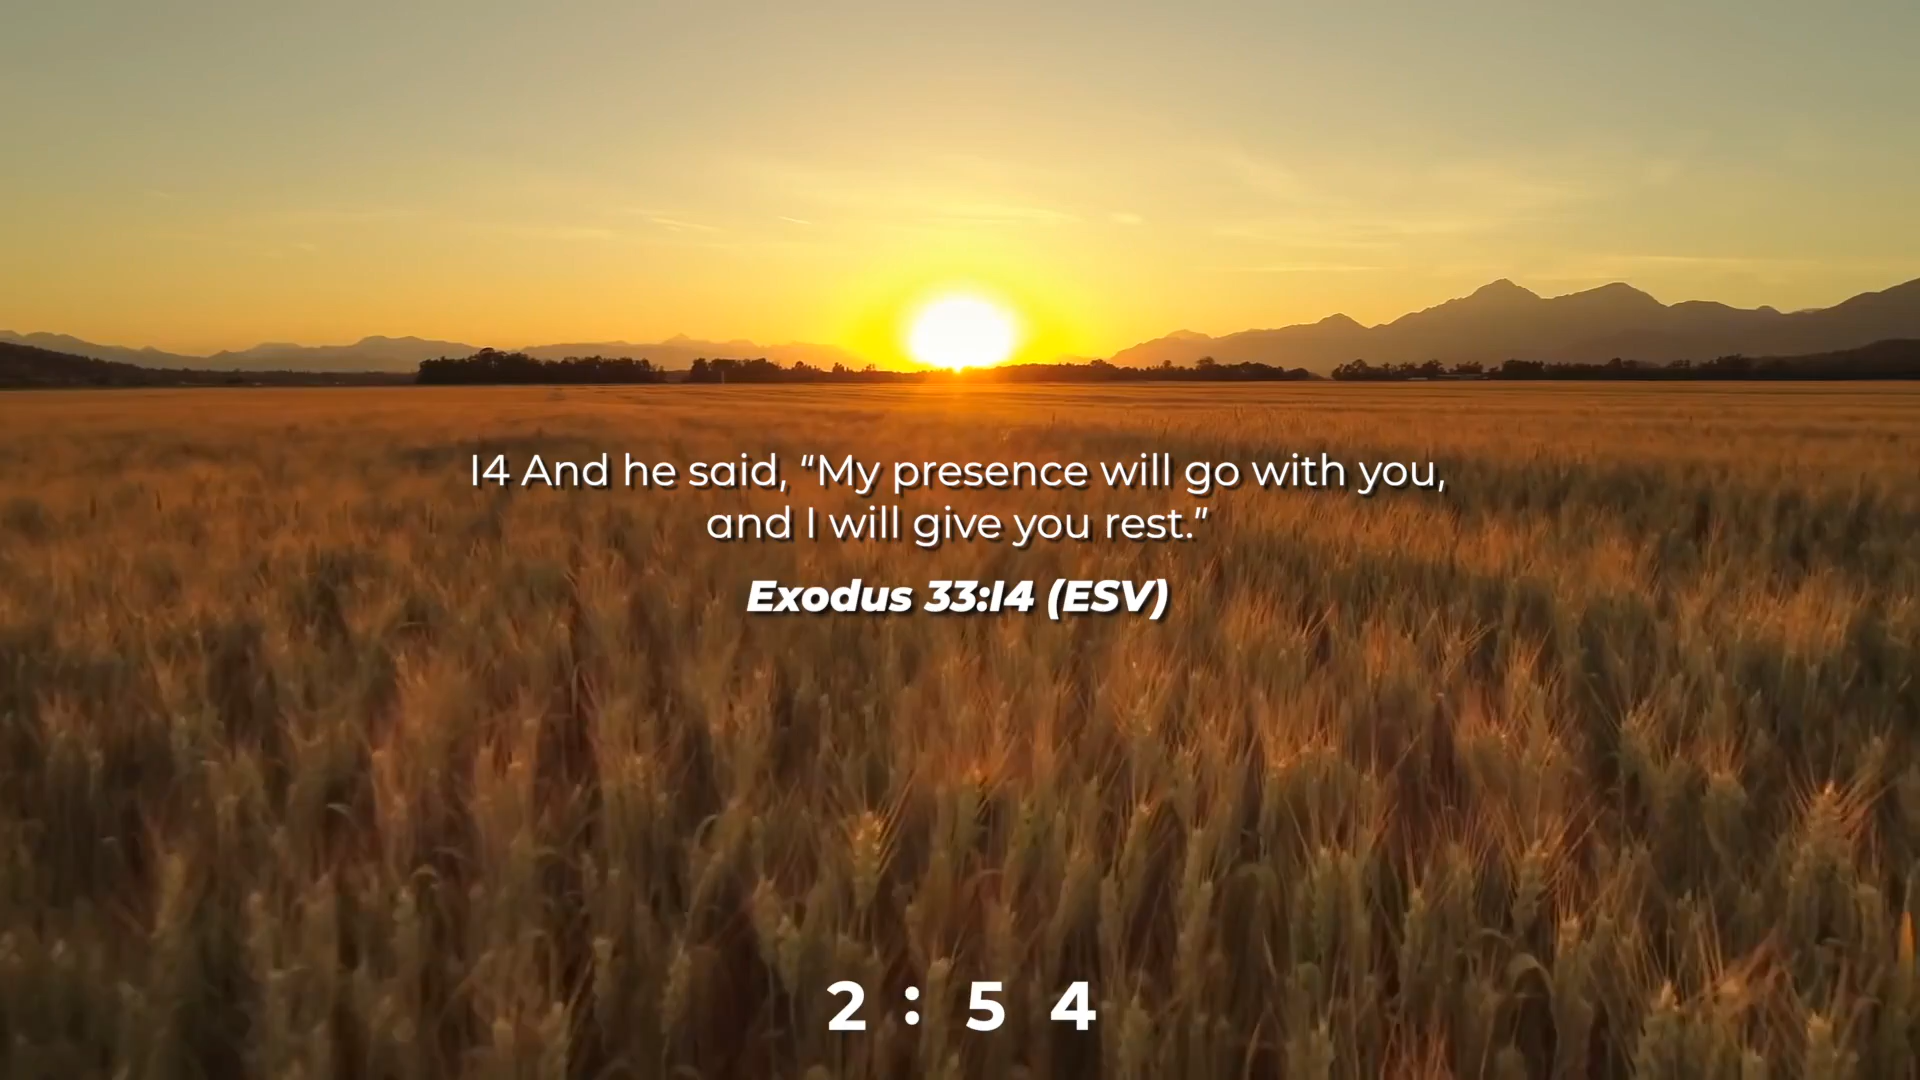 14 And he said, “My presence will go with you,
and I will give you rest.”
Exodus 33:14 (ESV)
2 : 5 4